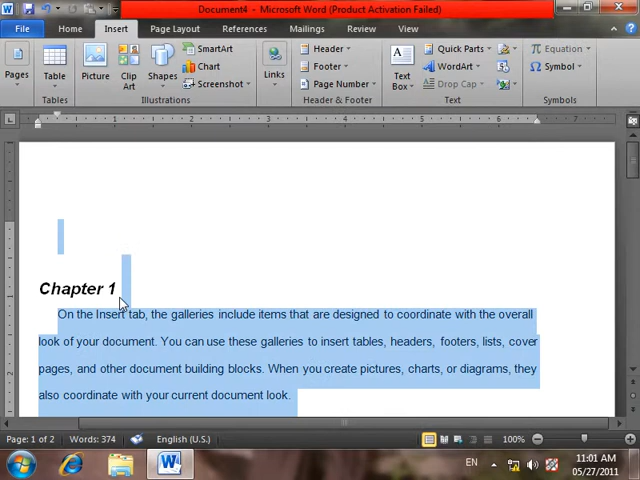 Document4 - Microsoft Word (Product Activation Failed)
File Home Insert Page Layout References Mailings Review View
Pages
Table
Tables
Picture
Clip Art
Shapes
SmartArt
Chart
Screenshot
Illustrations
Links
Header
Footer
Page Number
Header & Footer
Text Box
Quick Parts
WordArt
Drop Cap
Text
Equation
Symbol
Symbols
1 2 3 4 5 6
Chapter 1
On the Insert tab, the galleries include items that are designed to coordinate with the overall
look of your document. You can use these galleries to insert tables, headers, footers, lists, cover
pages, and other document building blocks. When you create pictures, charts, or diagrams, they
also coordinate with your current document look.
Page: 1 of 2 Words: 374 English (U.S.) 100%
EN 11:01 AM
05/27/2011